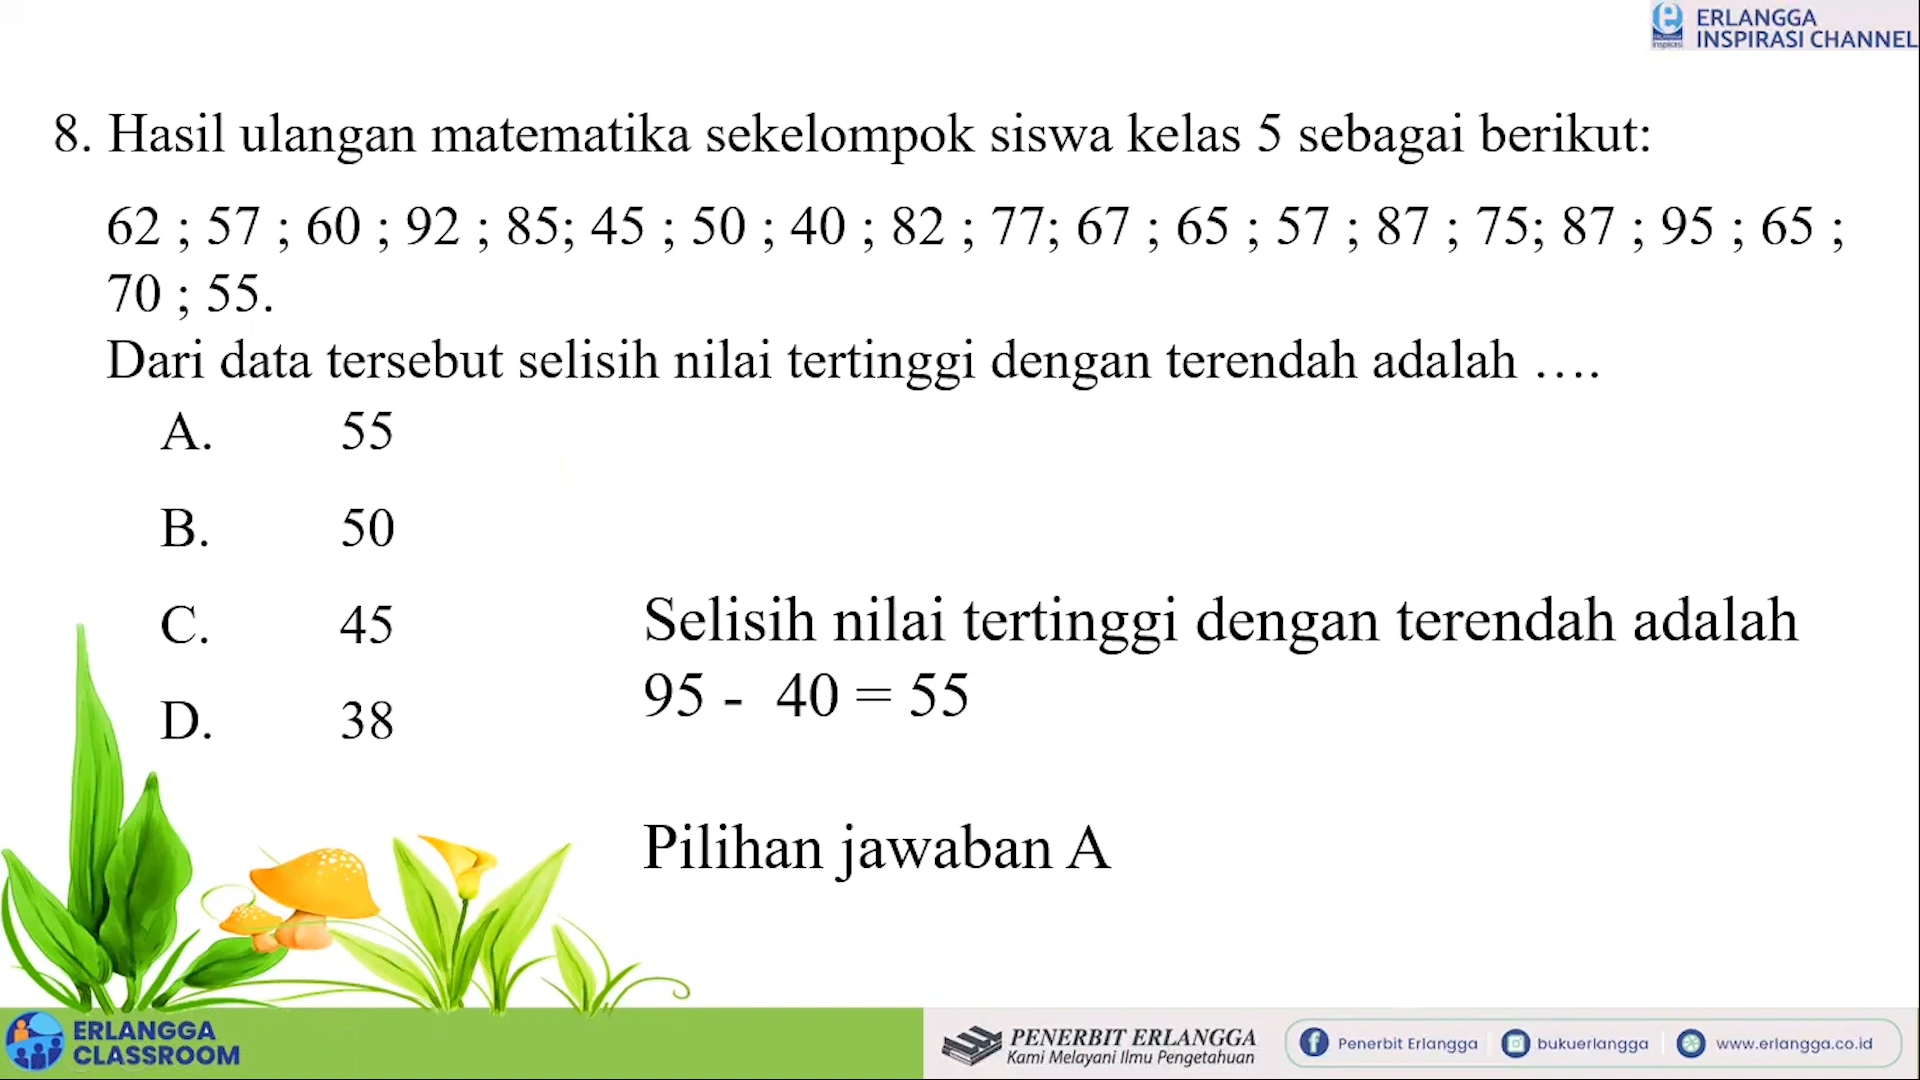 ERLANGGA
INSPIRASI CHANNEL
8. Hasil ulangan matematika sekelompok siswa kelas 5 sebagai berikut:
62 ; 57 ; 60 ; 92 ; 85; 45 ; 50 ; 40 ; 82 ; 77; 67 ; 65 ; 57 ; 87 ; 75; 87 ; 95 ; 65 ;
70 ; 55.
Dari data tersebut selisih nilai tertinggi dengan terendah adalah ….
A. 55
B. 50
C. 45
D. 38
Selisih nilai tertinggi dengan terendah adalah
95 - 40 = 55
Pilihan jawaban A
ERLANGGA
CLASSROOM
PENERBIT ERLANGGA
Kami Melayani Ilmu Pengetahuan
Penerbit Erlangga
bukuerlangga
www.erlangga.co.id